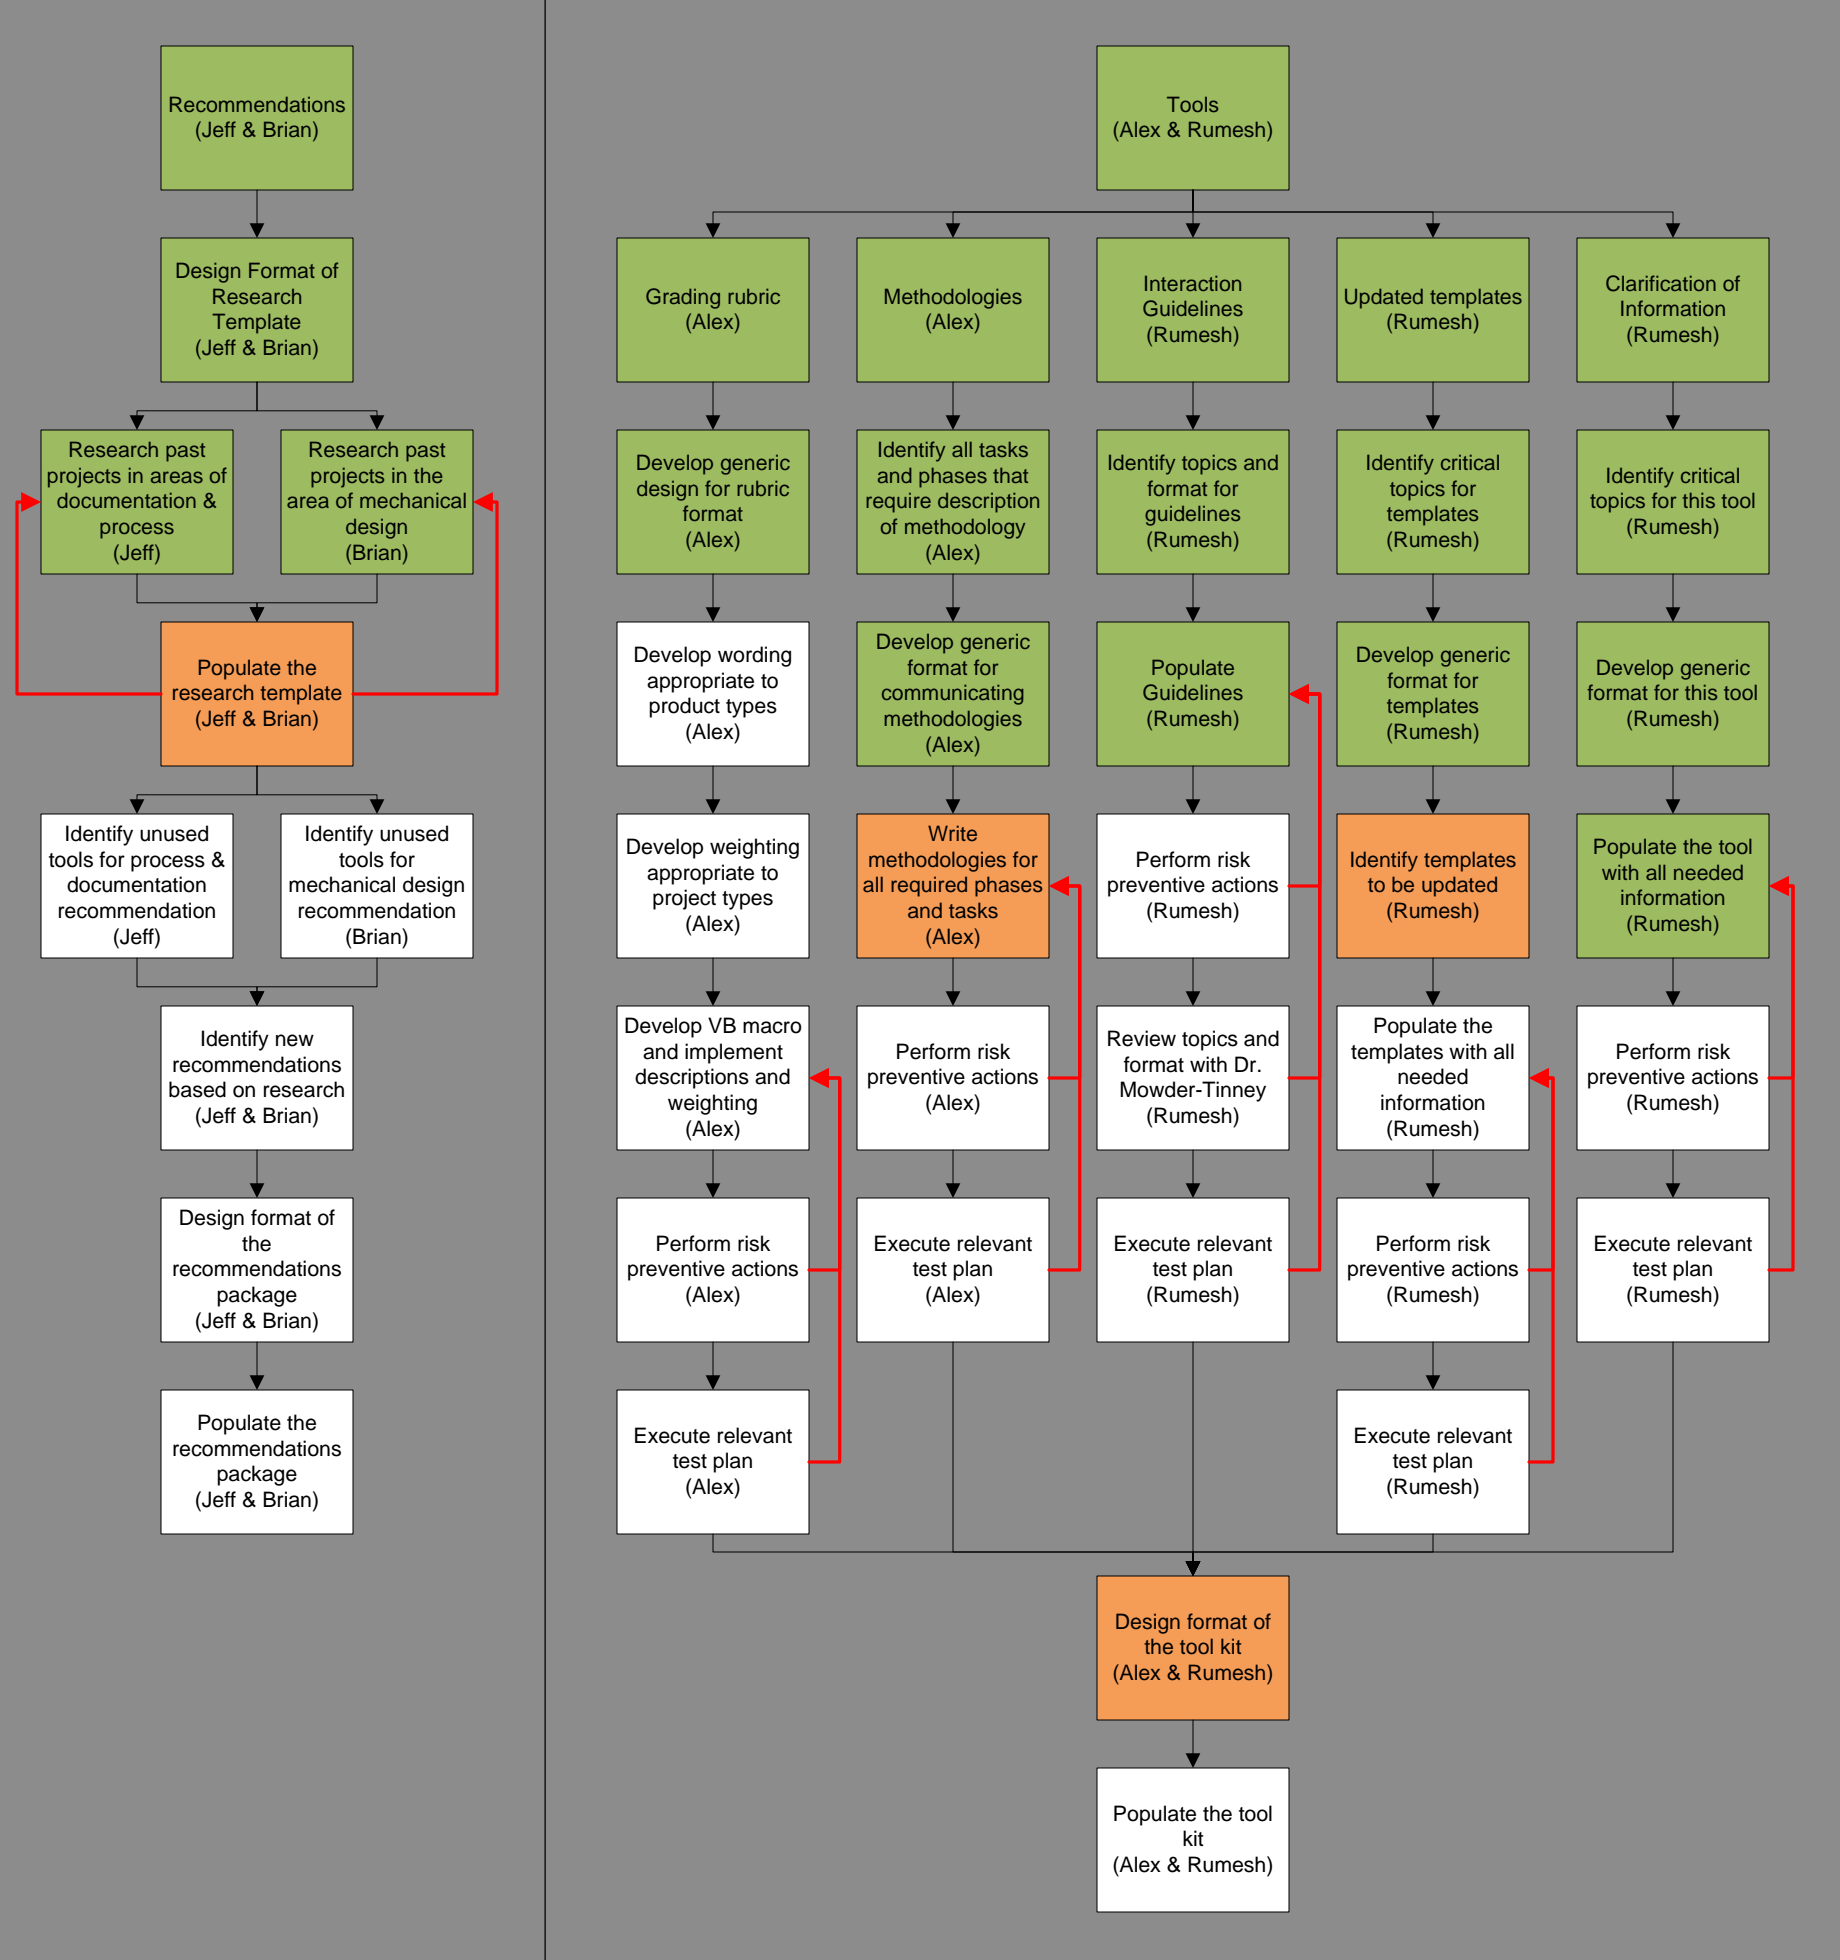 Recommendations
(Jeff & Brian)
Design Format of
Research
Template
(Jeff & Brian)
Research past
projects in areas of
documentation &
process
(Jeff)
Research past
projects in the
area of mechanical
design
(Brian)
Populate the
research template
(Jeff & Brian)
Identify unused
tools for process &
documentation
recommendation
(Jeff)
Identify unused
tools for
mechanical design
recommendation
(Brian)
Identify new
recommendations
based on research
(Jeff & Brian)
Design format of
the
recommendations
package
(Jeff & Brian)
Populate the
recommendations
package
(Jeff & Brian)
Tools
(Alex & Rumesh)
Grading rubric
(Alex)
Develop generic
design for rubric
format
(Alex)
Develop wording
appropriate to
product types
(Alex)
Develop weighting
appropriate to
project types
(Alex)
Develop VB macro
and implement
descriptions and
weighting
(Alex)
Perform risk
preventive actions
(Alex)
Execute relevant
test plan
(Alex)
Methodologies
(Alex)
Identify all tasks
and phases that
require description
of methodology
(Alex)
Develop generic
format for
communicating
methodologies
(Alex)
Write
methodologies for
all required phases
and tasks
(Alex)
Perform risk
preventive actions
(Alex)
Execute relevant
test plan
(Alex)
Interaction
Guidelines
(Rumesh)
Identify topics and
format for
guidelines
(Rumesh)
Populate
Guidelines
(Rumesh)
Perform risk
preventive actions
(Rumesh)
Review topics and
format with Dr.
Mowder-Tinney
(Rumesh)
Execute relevant
test plan
(Rumesh)
Updated templates
(Rumesh)
Identify critical
topics for
templates
(Rumesh)
Develop generic
format for
templates
(Rumesh)
Identify templates
to be updated
(Rumesh)
Populate the
templates with all
needed
information
(Rumesh)
Perform risk
preventive actions
(Rumesh)
Execute relevant
test plan
(Rumesh)
Clarification of
Information
(Rumesh)
Identify critical
topics for this tool
(Rumesh)
Develop generic
format for this tool
(Rumesh)
Populate the tool
with all needed
information
(Rumesh)
Perform risk
preventive actions
(Rumesh)
Execute relevant
test plan
(Rumesh)
Design format of
the tool kit
(Alex & Rumesh)
Populate the tool
kit
(Alex & Rumesh)